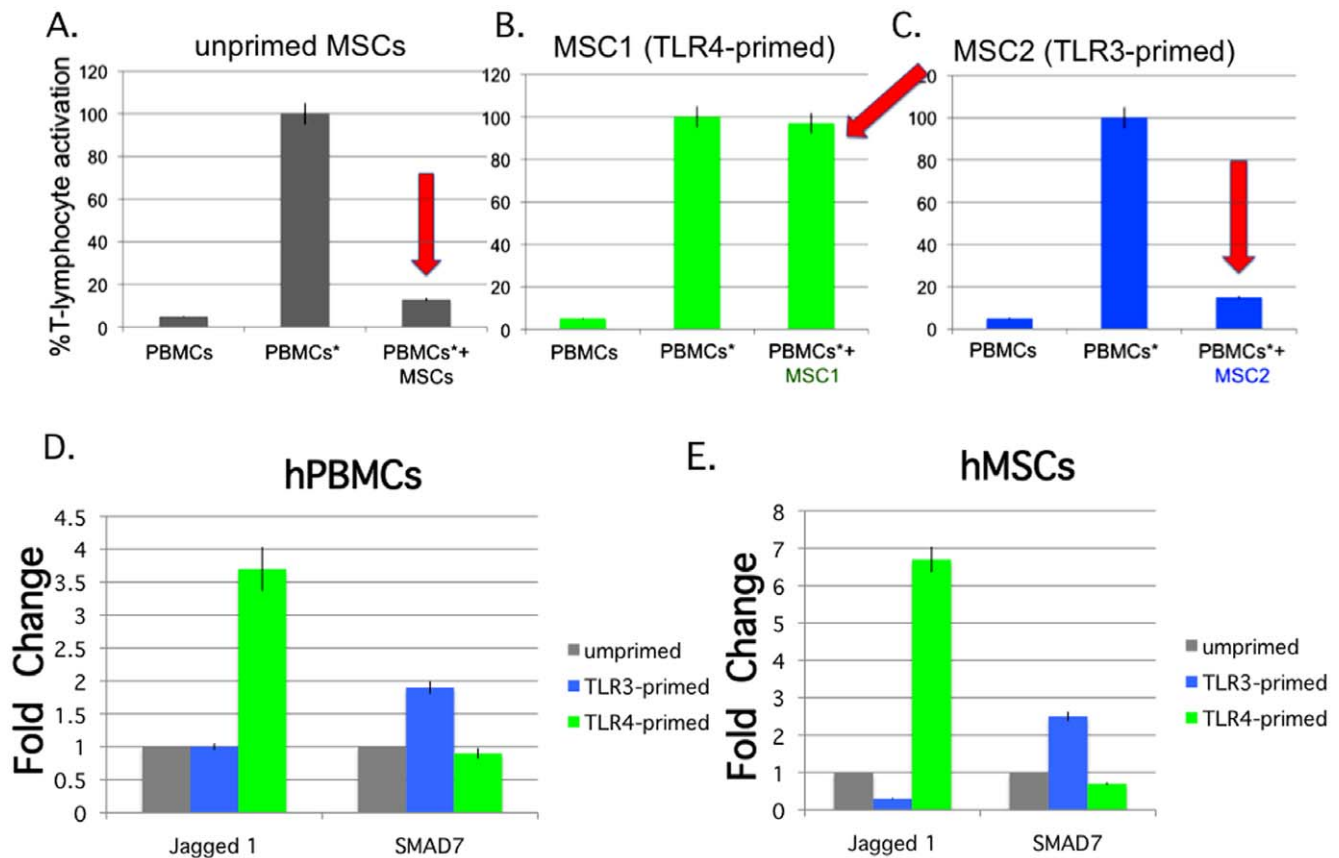 A.
unprimed MSCs
%T-lymphocyte activation
120
100
80
60
40
20
0
PBMCs
PBMCs*
PBMCs*+
MSCs
B.
MSC1 (TLR4-primed)
120
100
80
60
40
20
0
PBMCs
PBMCs*
PBMCs*+
MSC1
C.
MSC2 (TLR3-primed)
20
100
80
60
40
20
0
PBMCs
PBMCs*
PBMCs*+
MSC2
D.
hPBMCs
Fold Change
4.5
4
3.5
3
2.5
2
1.5
1
0.5
0
Jagged 1
SMAD7
umprimed
TLR3-primed
TLR4-primed
E.
hMSCs
Fold Change
8
7
6
5
4
3
2
1
0
Jagged 1
SMAD7
umprimed
TLR3-primed
TLR4-primed